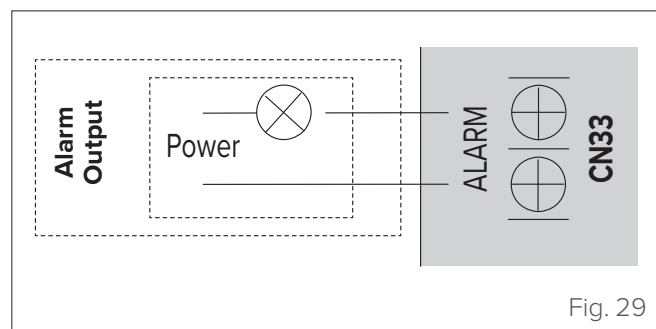 Alarm
Output
Power
ALARM
CN33
Fig. 29